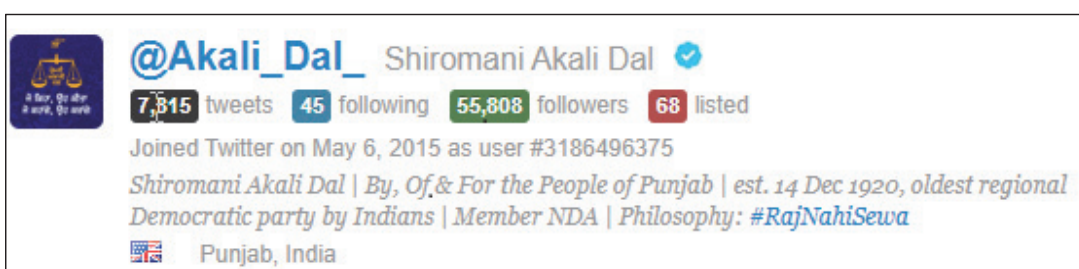 @Akali_Dal_ Shiromani Akali Dal
7,815 tweets 45 following 55,808 followers 68 listed
Joined Twitter on May 6, 2015 as user #3186496375
Shiromani Akali Dal | By, Of & For the People of Punjab | est. 14 Dec 1920, oldest regional
Democratic party by Indians | Member NDA | Philosophy: #RajNahiSewa
Punjab, India